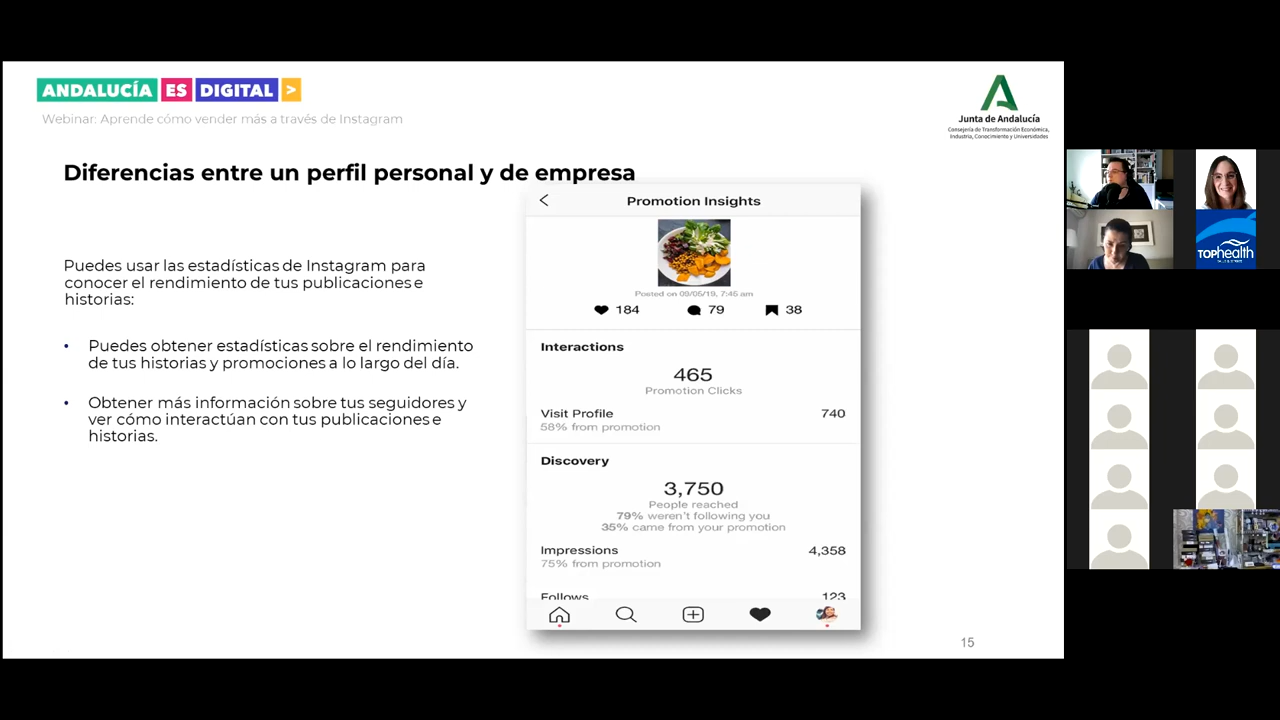 ANDALUCÍA ES DIGITAL >
Webinar: Aprende cómo vender más a través de Instagram
Junta de Andalucía
Consejería de Transformación Económica,
Industria, Conocimiento y Universidades
Diferencias entre un perfil personal y de empresa
Puedes usar las estadísticas de Instagram para
conocer el rendimiento de tus publicaciones e
historias:
• Puedes obtener estadísticas sobre el rendimiento
de tus historias y promociones a lo largo del día.
• Obtener más información sobre tus seguidores y
ver cómo interactúan con tus publicaciones e
historias.
Promotion Insights
Posted on 09/05/19, 7:45 am
184 79 38
Interactions
465
Promotion Clicks
Visit Profile 740
58% from promotion
Discovery
3,750
People reached
79% weren't following you
35% came from your promotion
Impressions 4,358
75% from promotion
Follows 123
15
TOPhealth